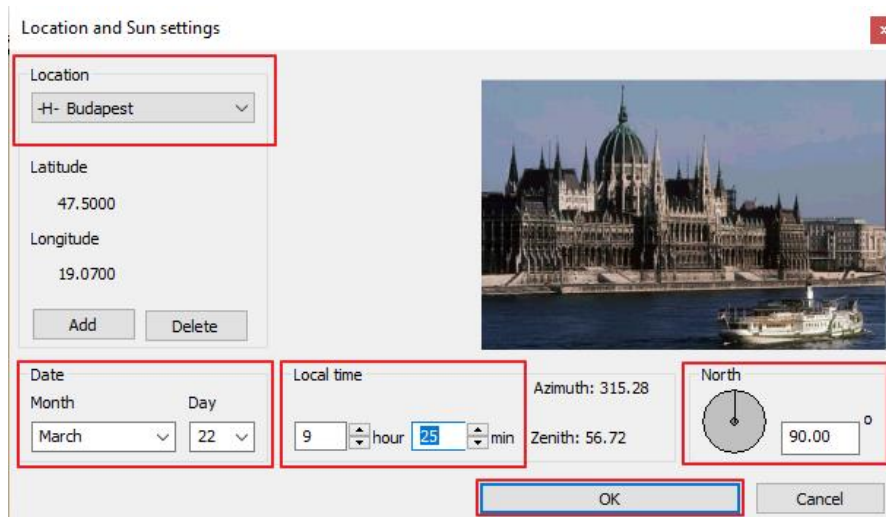 Location and Sun settings
Location
-H- Budapest
Latitude
47.5000
Longitude
19.0700
Add Delete
Date
Month Day
March 22
Local time
9 hour 25 min
Azimuth: 315.28
Zenith: 56.72
North
90.00 °
OK Cancel